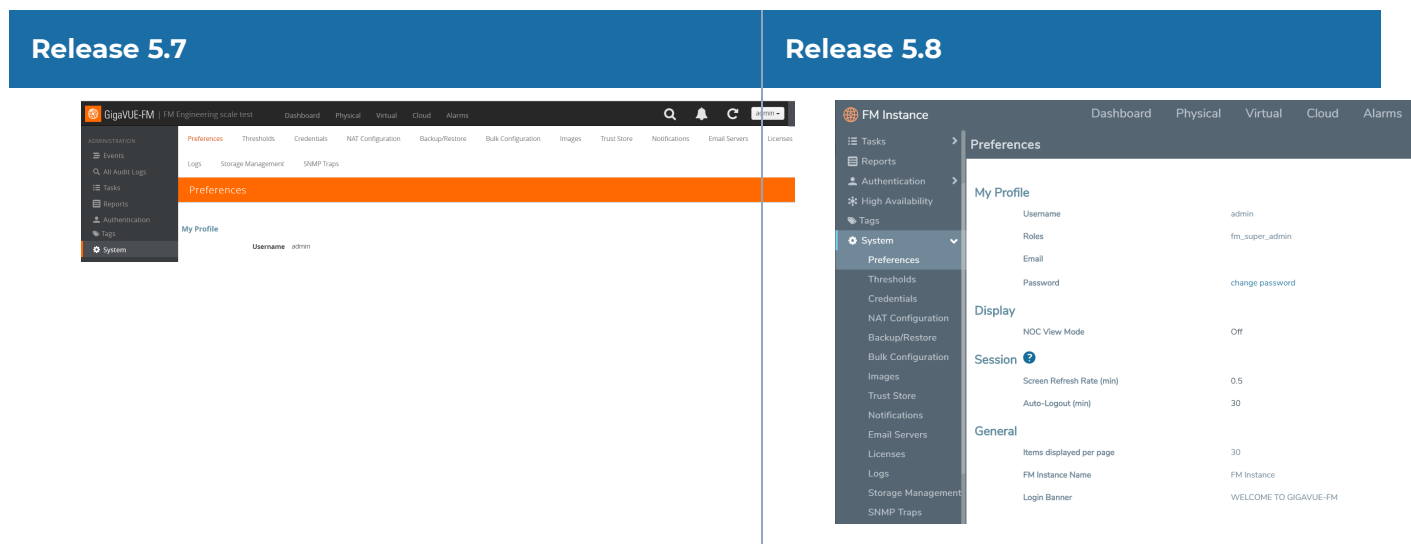 Release 5.7
GigaVUE-FM | FM Engineering scale test Dashboard Physical Virtual Cloud Alarms admin
ADMINISTRATION
Events
All Audit Logs
Tasks
Reports
Authentication
Tags
System
Preferences Thresholds Credentials NAT Configuration Backup/Restore Bulk Configuration Images Trust Store Notifications Email Servers Licenses
Logs Storage Management SNMP Traps
Preferences
My Profile
Username admin
Release 5.8
FM Instance Dashboard Physical Virtual Cloud Alarms
Tasks
Reports
Authentication
High Availability
Tags
System
Preferences
Thresholds
Credentials
NAT Configuration
Backup/Restore
Bulk Configuration
Images
Trust Store
Notifications
Email Servers
Licenses
Logs
Storage Management
SNMP Traps
Preferences
My Profile
Username admin
Roles fm_super_admin
Email
Password change password
Display
NOC View Mode Off
Session ?
Screen Refresh Rate (min) 0.5
Auto-Logout (min) 30
General
Items displayed per page 30
FM Instance Name FM Instance
Login Banner WELCOME TO GIGAVUE-FM